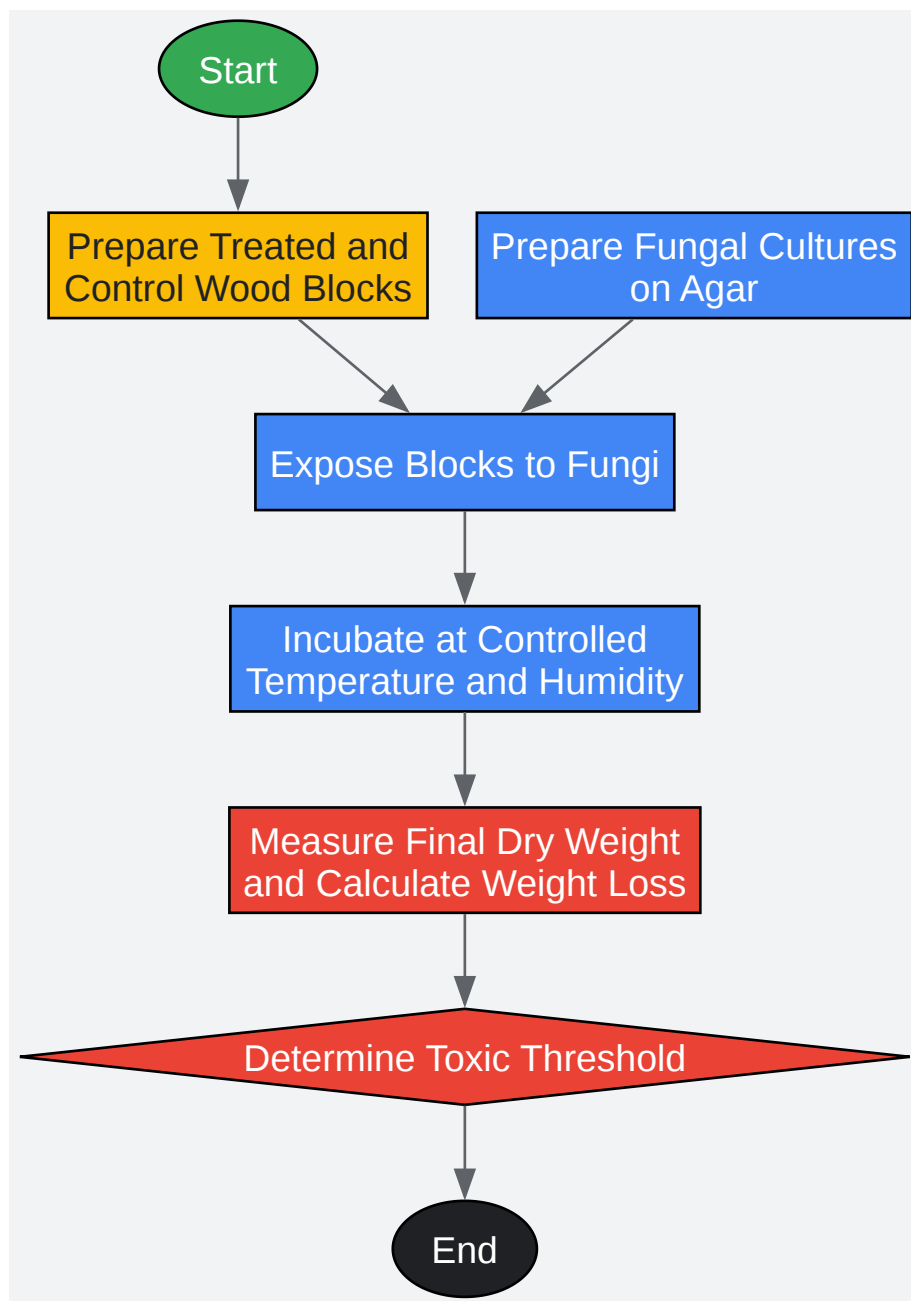 Start
Prepare Treated and
Control Wood Blocks
Prepare Fungal Cultures
on Agar
Expose Blocks to Fungi
Incubate at Controlled
Temperature and Humidity
Measure Final Dry Weight
and Calculate Weight Loss
Determine Toxic Threshold
End